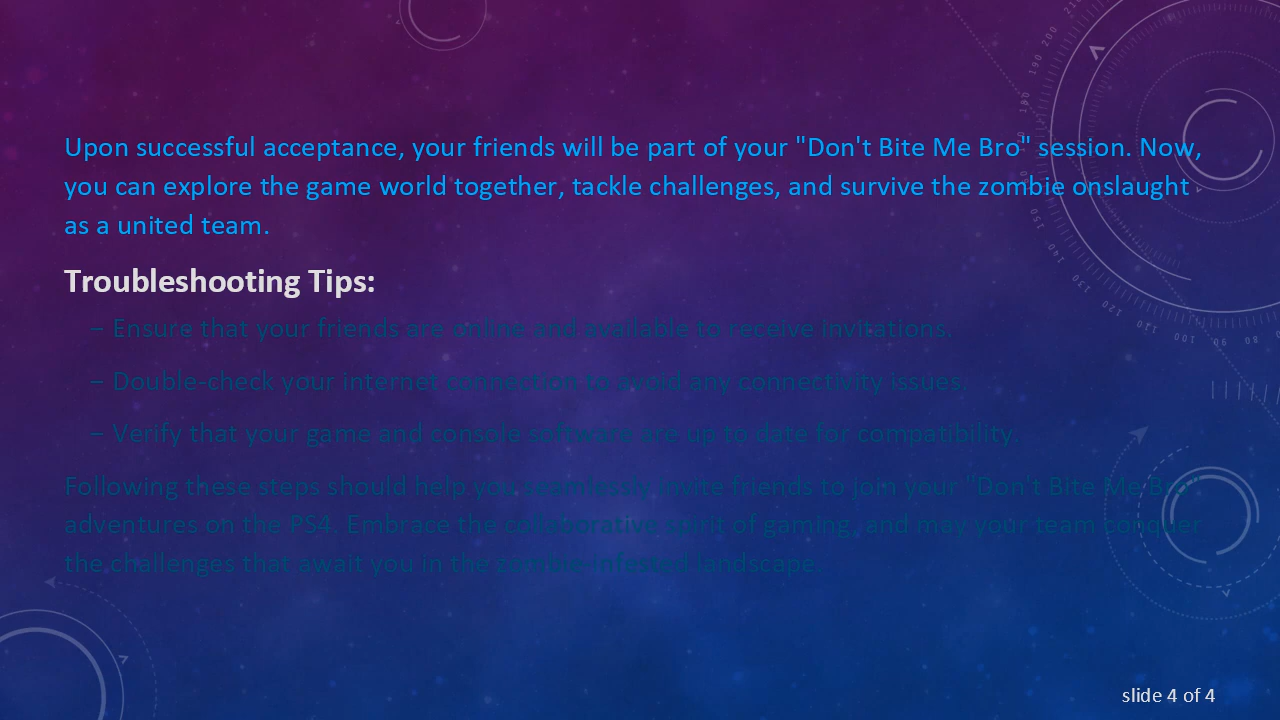 Upon successful acceptance, your friends will be part of your "Don't Bite Me Bro" session. Now,
you can explore the game world together, tackle challenges, and survive the zombie onslaught
as a united team.
Troubleshooting Tips:
– Ensure that your friends are online and available to receive invitations.
– Double-check your internet connection to avoid any connectivity issues.
– Verify that your game and console software are up to date for compatibility.
Following these steps should help you seamlessly invite friends to join your "Don't Bite Me Bro"
adventures on the PS4. Embrace the collaborative spirit of gaming, and may your team conquer
the challenges that await you in the zombie-infested landscape.
slide 4 of 4